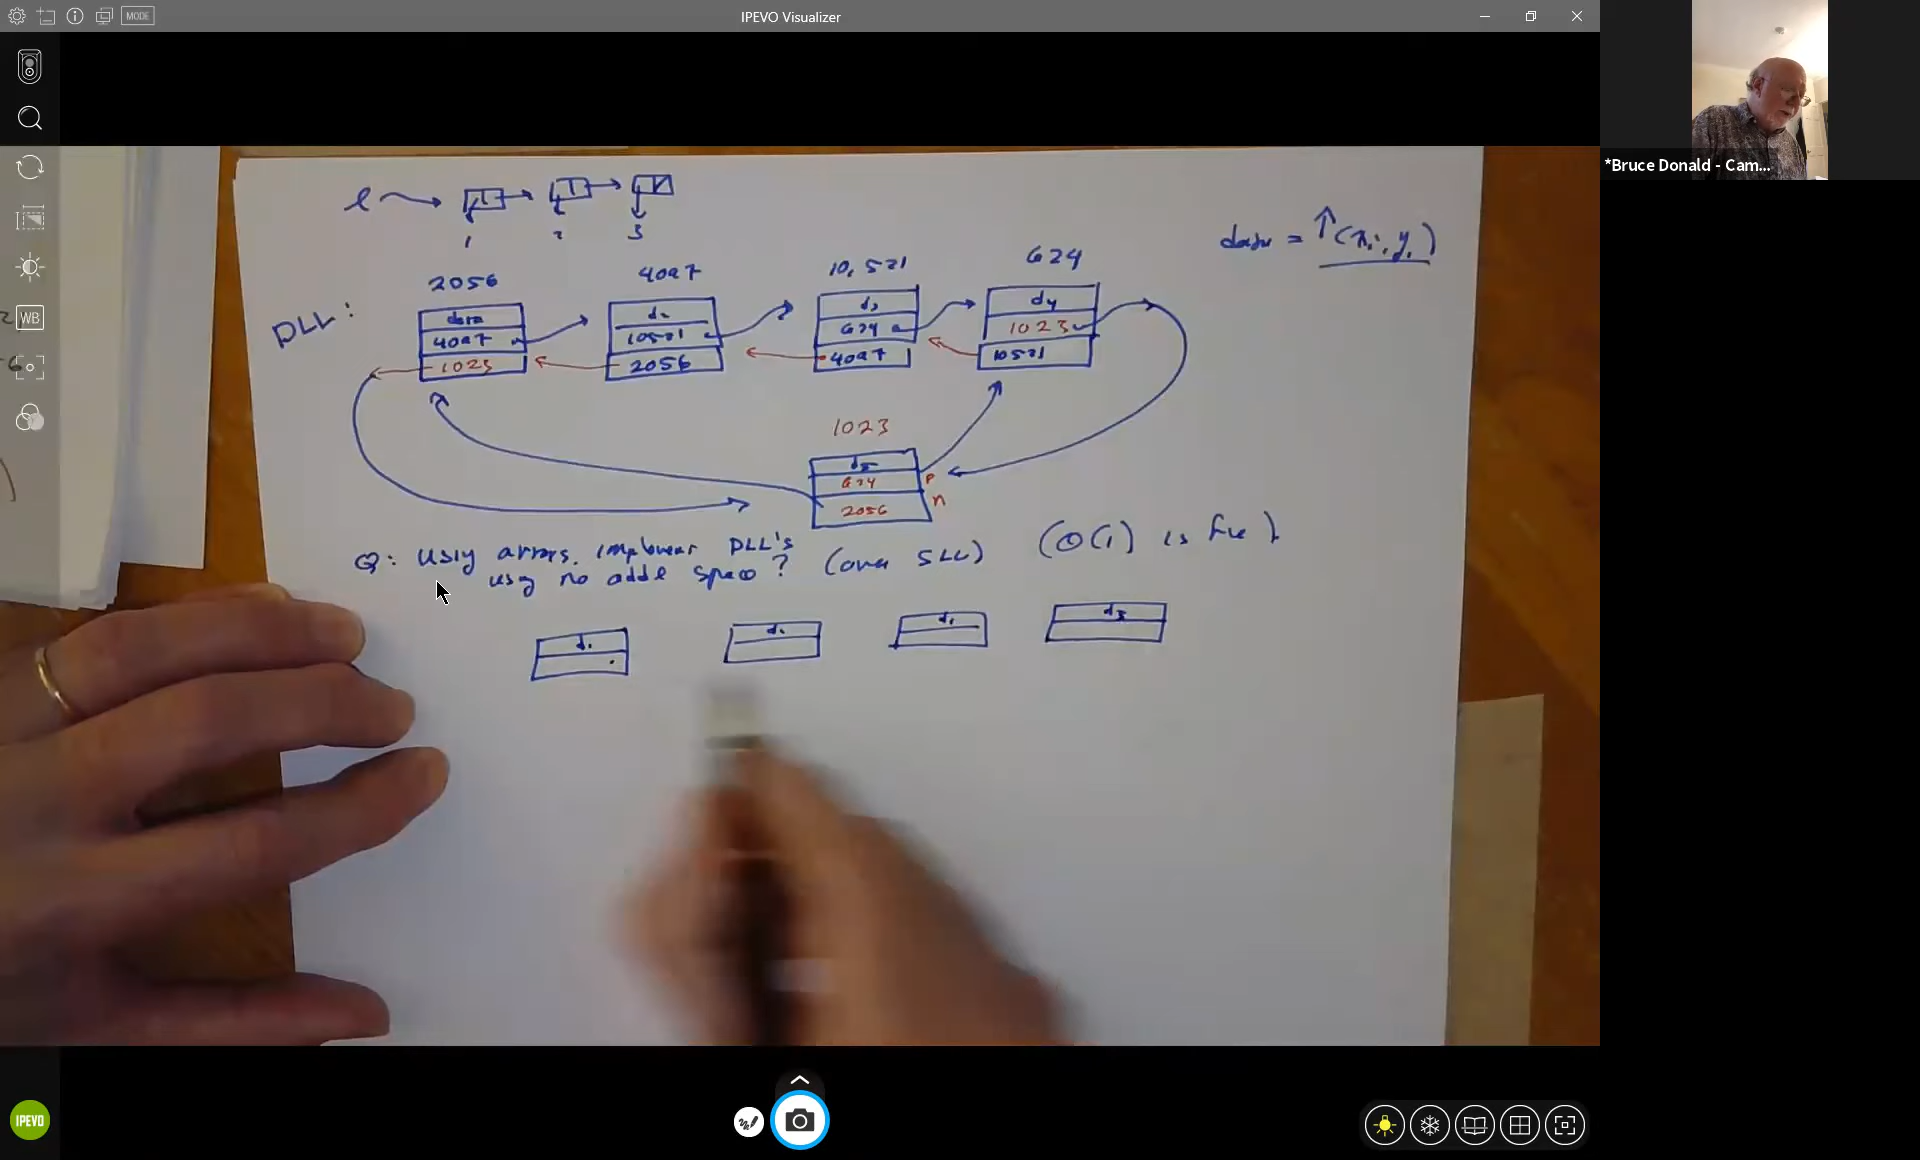 IPEVO Visualizer
MODE
*Bruce Donald - Cam...
WB
l
1 2 3
data = ↑(xi, yi)
DLL:
2056
4097
10,521
624
data
4097
1023
d2
10521
2056
d3
624
4097
d4
1023
10521
1023
d5
624 P
2056 n
Q: Using arrays, implement DLL's (over SLL) (O(1) is fine)
using no addl space?
d1
d2
d3
IPEVO